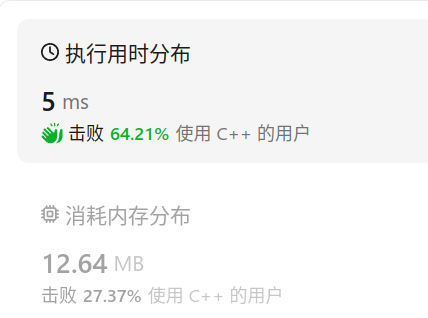 执行用时分布
5 ms
击败 64.21% 使用 C++ 的用户
消耗内存分布
12.64 MB
击败 27.37% 使用 C++ 的用户